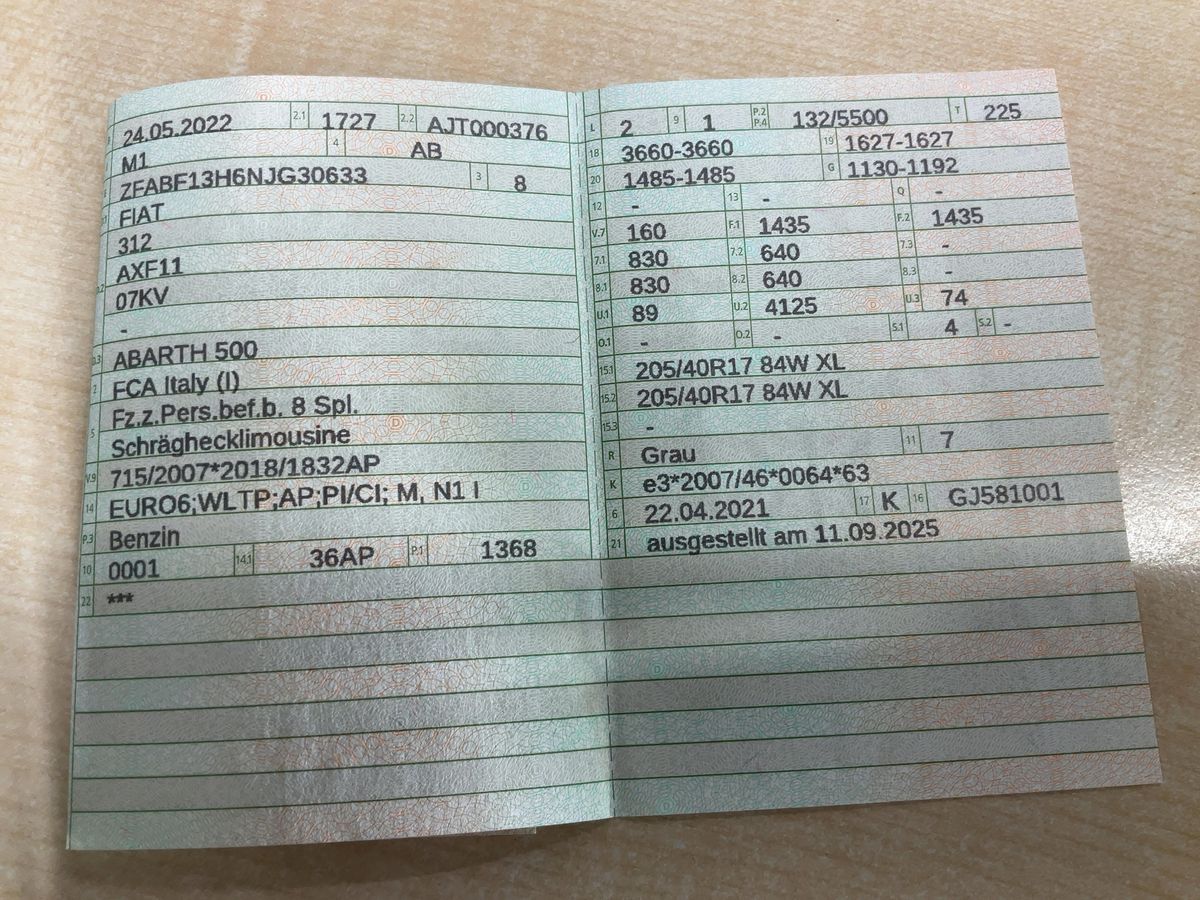 24.05.2022 2.1 1727 2.2 AJT000376
M1 4 AB
ZFABF13H6NJG30633 3 8
FIAT
312
AXF11
07KV
-
ABARTH 500
2 FCA Italy (I)
Fz.z.Pers.bef.b. 8 Spl.
5 Schräghecklimousine
V.9 715/2007*2018/1832AP
14 EURO6;WLTP;AP;PI/CI; M, N1 I
P.3 Benzin
10 0001 14.1 36AP P.1 1368
22 ***
L 2 9 1 P.2 P.4 132/5500 T 225
18 3660-3660 19 1627-1627
20 1485-1485 G 1130-1192
12 - 13 - Q -
V.7 160 F.1 1435 F.2 1435
7.1 830 7.2 640 7.3 -
8.1 830 8.2 640 8.3 -
U.1 89 U.2 4125 U.3 74
O.1 - O.2 - S.1 4 S.2 -
15.1 205/40R17 84W XL
15.2 205/40R17 84W XL
15.3 -
R Grau 11 7
K e3*2007/46*0064*63
6 22.04.2021 17 K 16 GJ581001
21 ausgestellt am 11.09.2025